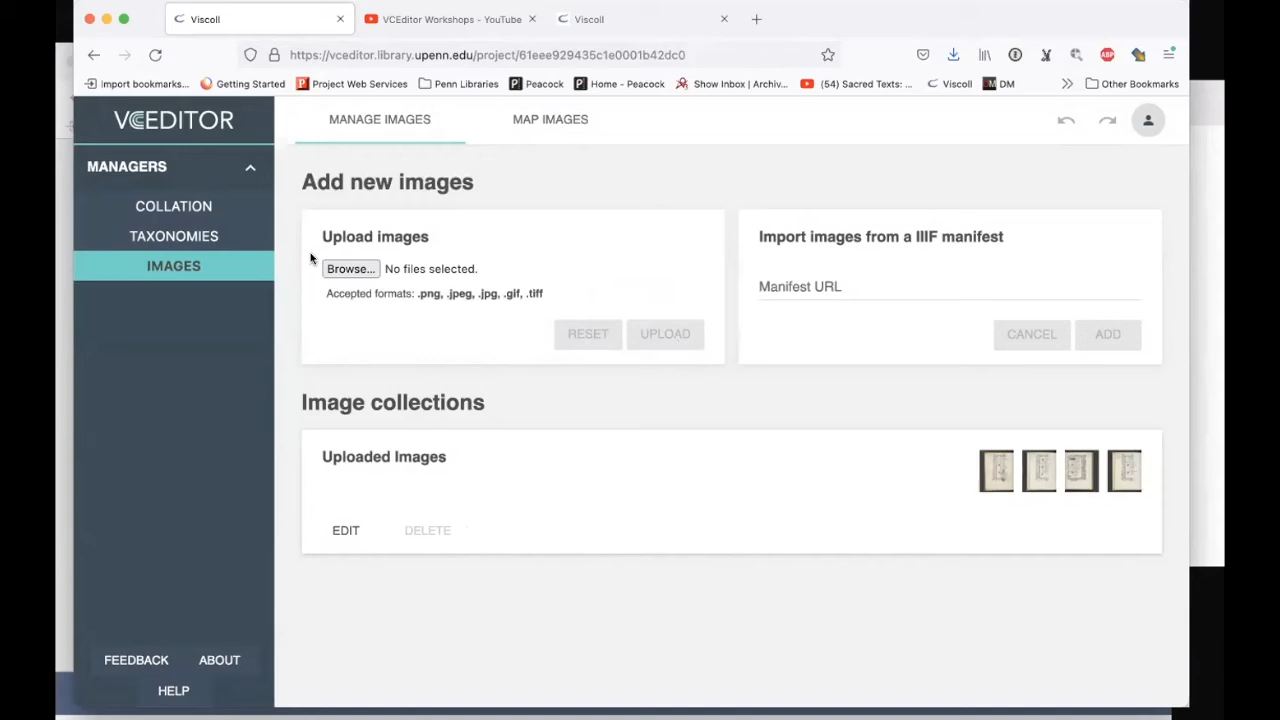 Viscoll
VCEditor Workshops - YouTube
Viscoll
https://vceditor.library.upenn.edu/project/61eee929435c1e0001b42dc0
Import bookmarks...
Getting Started
Project Web Services
Penn Libraries
Peacock
Home - Peacock
Show Inbox | Archiv...
(54) Sacred Texts: ...
Viscoll
DM
Other Bookmarks
VCEDITOR
MANAGE IMAGES
MAP IMAGES
MANAGERS
COLLATION
TAXONOMIES
IMAGES
Add new images
Upload images
Browse... No files selected.
Accepted formats: .png, .jpeg, .jpg, .gif, .tiff
RESET
UPLOAD
Import images from a IIIF manifest
Manifest URL
CANCEL
ADD
Image collections
Uploaded Images
EDIT
DELETE
FEEDBACK
ABOUT
HELP